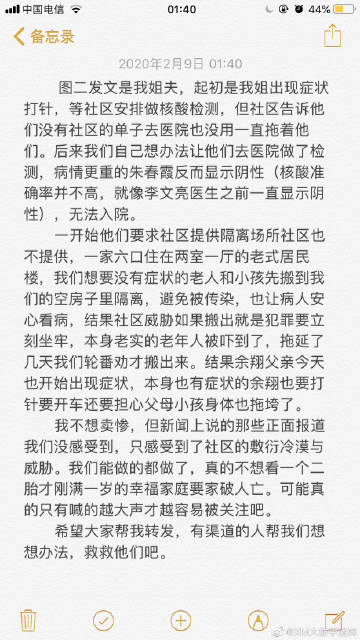 中国电信
01:40
44%
备忘录
2020年2月9日 01:40
图二发文是我姐夫，起初是我姐出现症状
打针，等社区安排做核酸检测，但社区告诉他
们没有社区的单子去医院也没用一直拖着他
们。后来我们自己想办法让他们去医院做了检
测，病情更重的朱春霞反而显示阴性（核酸准
确率并不高，就像李文亮医生之前一直显示阴
性），无法入院。
一开始他们要求社区提供隔离场所社区也
不提供，一家六口住在两室一厅的老式居民
楼，我们想要没有症状的老人和小孩先搬到我
们的空房子里隔离，避免被传染，也让病人安
心看病，结果社区威胁如果搬出就是犯罪要立
刻坐牢，本身老实的老年人被吓到了，拖延了
几天我们轮番劝才搬出来。结果余翔父亲今天
也开始出现症状，本身也有症状的余翔也要打
针要开车还要担心父母小孩身体也拖垮了。
我不想卖惨，但新闻上说的那些正面报道
我们没感受到，只感受到了社区的敷衍冷漠与
威胁。我们能做的都做了，真的不想看一个二
胎才刚满一岁的幸福家庭要家破人亡。可能真
的只有喊的越大声才越容易被关注吧。
希望大家帮我转发，有渠道的人帮我们想
想办法，救救他们吧。